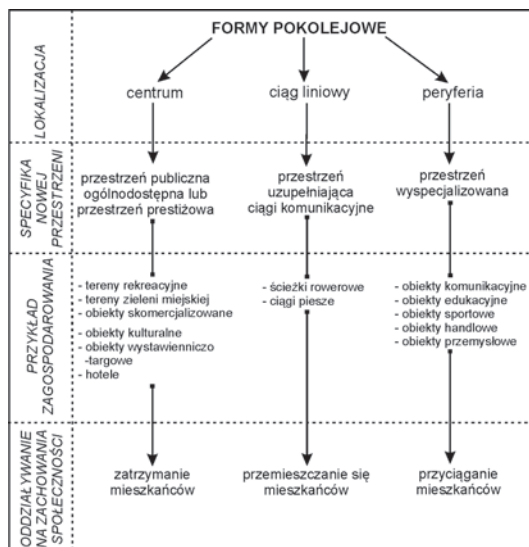 FORMY POKOLEJOWE
LOKALIZACJA
centrum
ciąg liniowy
peryferia
SPECYFIKA
NOWEJ
PRZESTRZENI
przestrzeń publiczna
ogólnodostępna lub
przestrzeń prestiżowa
przestrzeń
uzupełniająca
ciągi komunikacyjne
przestrzeń
wyspecjalizowana
PRZYKŁAD
ZAGOSPODAROWANIA
- tereny rekreacyjne
- tereny zieleni miejskiej
- obiekty skomercjalizowane
- obiekty kulturalne
- obiekty wystawienniczo
-targowe
- hotele
- ścieżki rowerowe
- ciągi piesze
- obiekty komunikacyjne
- obiekty edukacyjne
- obiekty sportowe
- obiekty handlowe
- obiekty przemysłowe
ODDZIAŁYWANIE
NA ZACHOWANIA
SPOŁECZNOŚCI
zatrzymanie
mieszkańców
przemieszczanie się
mieszkańców
przyciąganie
mieszkańców